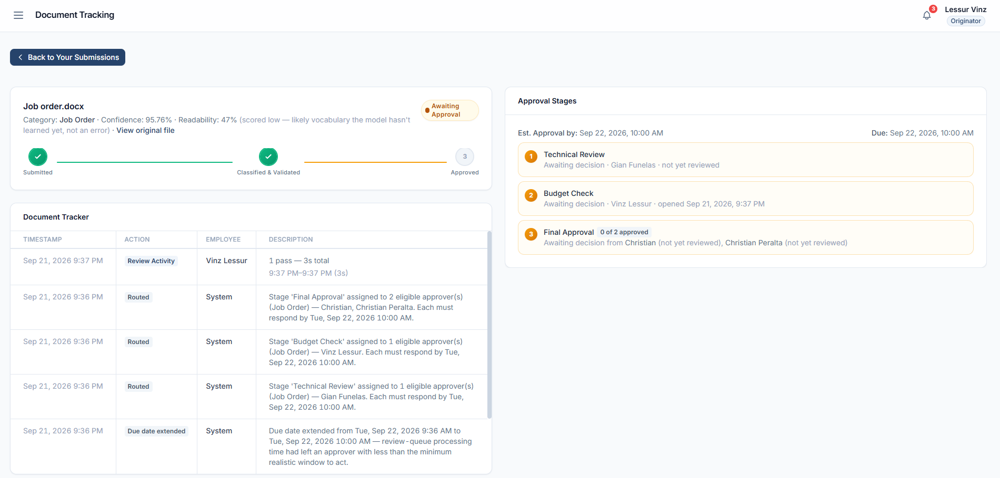 Document Tracking
3
Lessur Vinz
Originator
Back to Your Submissions
Job order.docx
Awaiting
Approval
Category: Job Order · Confidence: 95.76% · Readability: 47% (scored low — likely vocabulary the model hasn't
learned yet, not an error) · View original file
3
Submitted
Classified & Validated
Approved
Document Tracker
TIMESTAMP ACTION EMPLOYEE DESCRIPTION
Sep 21, 2026 9:37 PM Review Activity Vinz Lessur 1 pass — 3s total
9:37 PM–9:37 PM (3s)
Sep 21, 2026 9:36 PM Routed System Stage 'Final Approval' assigned to 2 eligible approver(s)
(Job Order) — Christian, Christian Peralta. Each must
respond by Tue, Sep 22, 2026 10:00 AM.
Sep 21, 2026 9:36 PM Routed System Stage 'Budget Check' assigned to 1 eligible approver(s)
(Job Order) — Vinz Lessur. Each must respond by Tue,
Sep 22, 2026 10:00 AM.
Sep 21, 2026 9:36 PM Routed System Stage 'Technical Review' assigned to 1 eligible approver(s)
(Job Order) — Gian Funelas. Each must respond by Tue,
Sep 22, 2026 10:00 AM.
Sep 21, 2026 9:36 PM Due date extended System Due date extended from Tue, Sep 22, 2026 9:36 AM to
Tue, Sep 22, 2026 10:00 AM — review-queue processing
time had left an approver with less than the minimum
realistic window to act.
Approval Stages
Est. Approval by: Sep 22, 2026, 10:00 AM
Due: Sep 22, 2026, 10:00 AM
1 Technical Review
Awaiting decision · Gian Funelas · not yet reviewed
2 Budget Check
Awaiting decision · Vinz Lessur · opened Sep 21, 2026, 9:37 PM
3 Final Approval 0 of 2 approved
Awaiting decision from Christian (not yet reviewed), Christian Peralta (not yet reviewed)